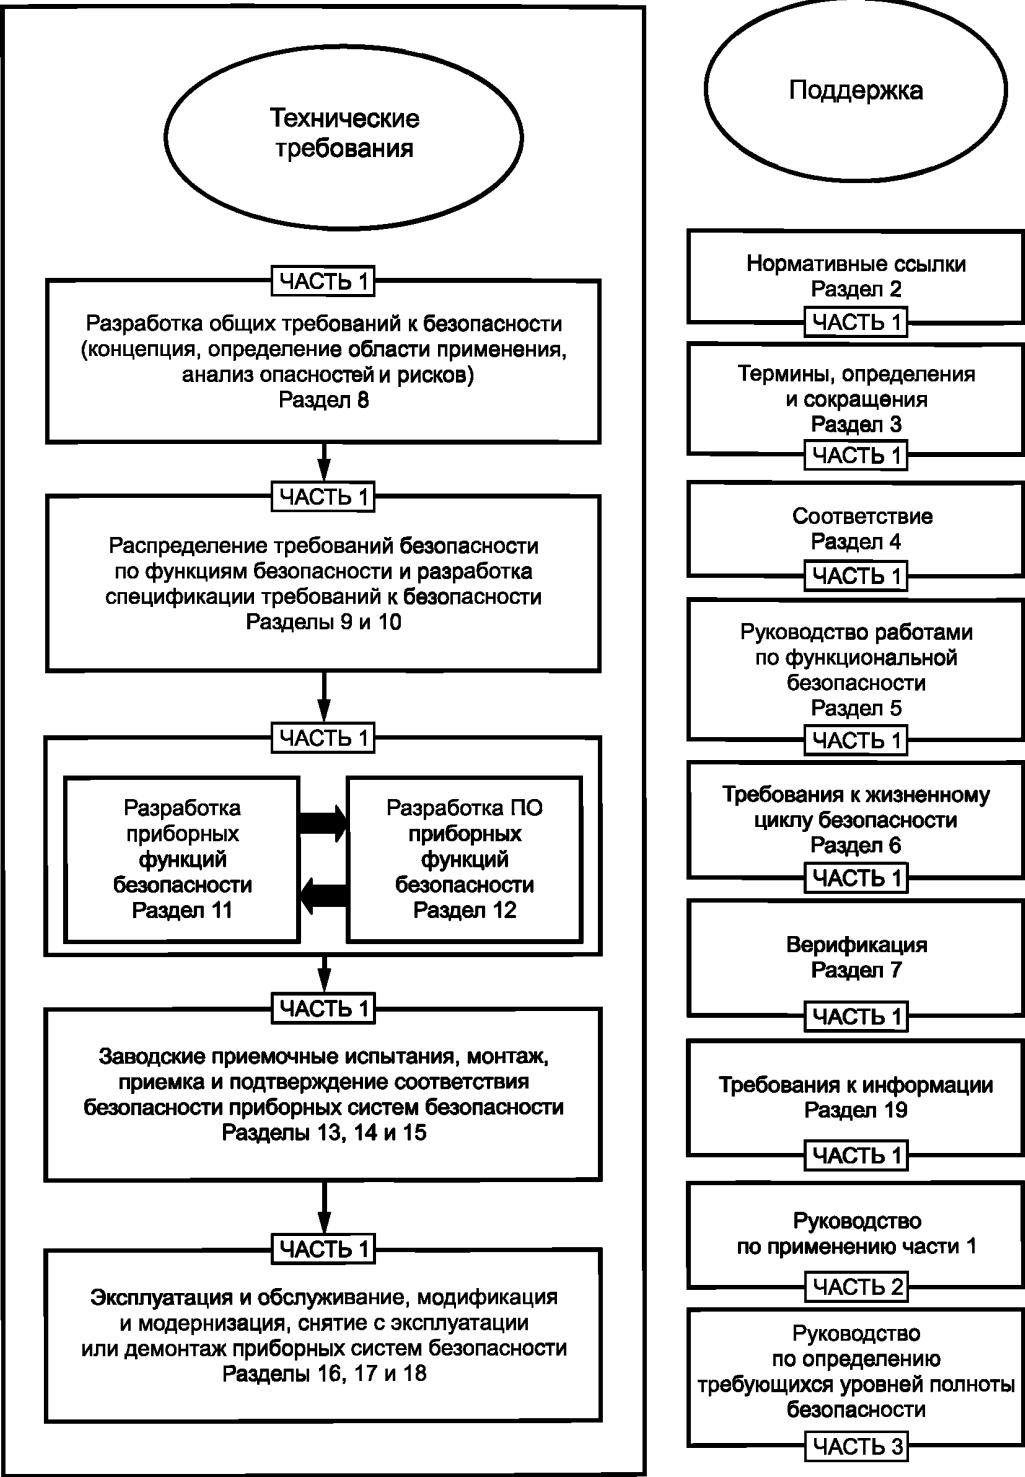 Технические
требования
ЧАСТЬ 1
Разработка общих требований к безопасности
(концепция, определение области применения,
анализ опасностей и рисков)
Раздел 8
ЧАСТЬ 1
Распределение требований безопасности
по функциям безопасности и разработка
спецификации требований к безопасности
Разделы 9 и 10
ЧАСТЬ 1
Разработка
приборных
функций
безопасности
Раздел 11
Разработка ПО
приборных
функций
безопасности
Раздел 12
ЧАСТЬ 1
Заводские приемочные испытания, монтаж,
приемка и подтверждение соответствия
безопасности приборных систем безопасности
Разделы 13, 14 и 15
ЧАСТЬ 1
Эксплуатация и обслуживание, модификация
и модернизация, снятие с эксплуатации
или демонтаж приборных систем безопасности
Разделы 16, 17 и 18
Поддержка
Нормативные ссылки
Раздел 2
ЧАСТЬ 1
Термины, определения
и сокращения
Раздел 3
ЧАСТЬ 1
Соответствие
Раздел 4
ЧАСТЬ 1
Руководство работами
по функциональной
безопасности
Раздел 5
ЧАСТЬ 1
Требования к жизненному
циклу безопасности
Раздел 6
ЧАСТЬ 1
Верификация
Раздел 7
ЧАСТЬ 1
Требования к информации
Раздел 19
ЧАСТЬ 1
Руководство
по применению части 1
ЧАСТЬ 2
Руководство
по определению
требующихся уровней полноты
безопасности
ЧАСТЬ 3